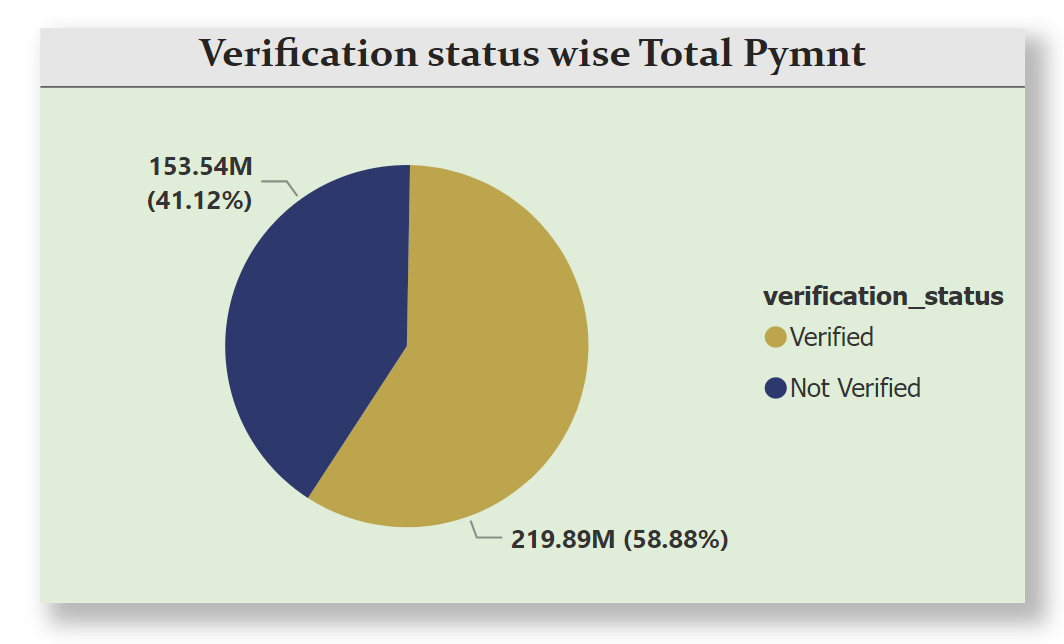 Verification status wise Total Pymnt
153.54M
(41.12%)
219.89M (58.88%)
verification_status
Verified
Not Verified